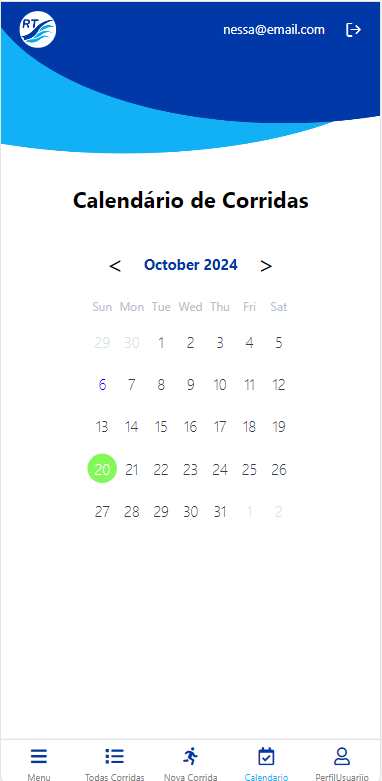 RT
nessa@email.com
Calendário de Corridas
< October 2024 >
Sun Mon Tue Wed Thu Fri Sat
29 30 1 2 3 4 5
6 7 8 9 10 11 12
13 14 15 16 17 18 19
20 21 22 23 24 25 26
27 28 29 30 31 1 2
Menu Todas Corridas Nova Corrida Calendario PerfilUsuariio